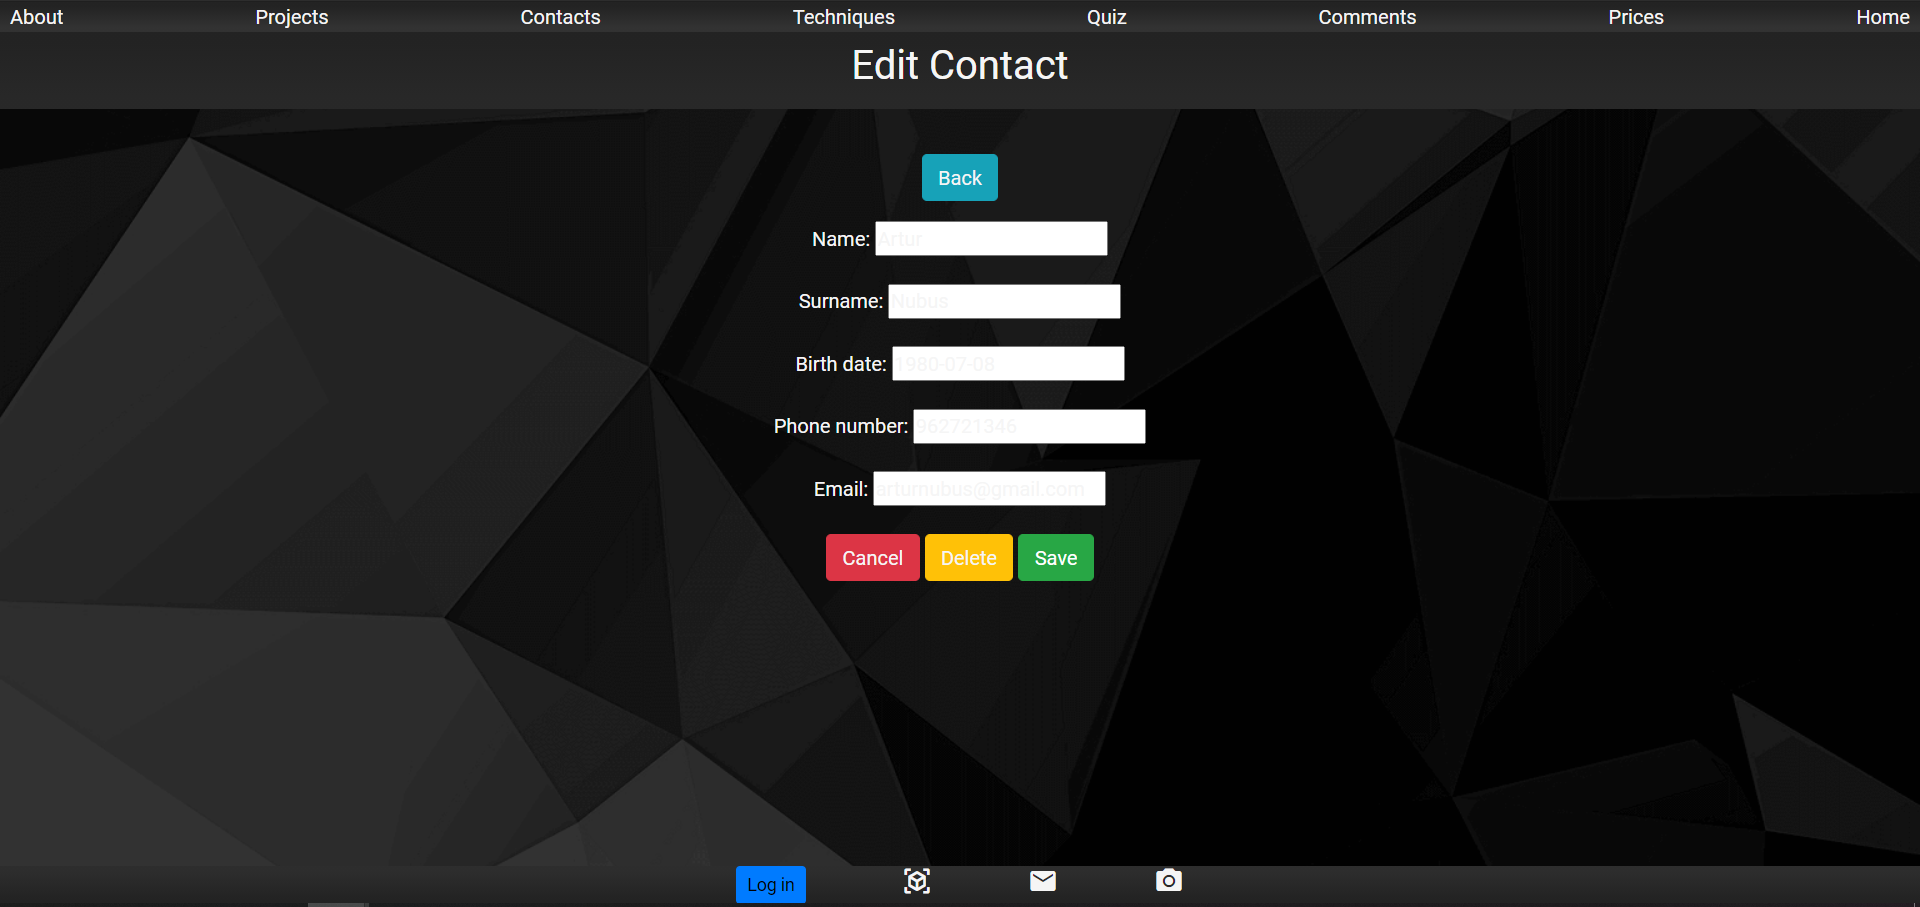 About Projects Contacts Techniques Quiz Comments Prices Home
Edit Contact
Back
Name: Artur
Surname: Nubus
Birth date: 1980-07-08
Phone number: 962721346
Email: arturnubus@gmail.com
Cancel Delete Save
Log in